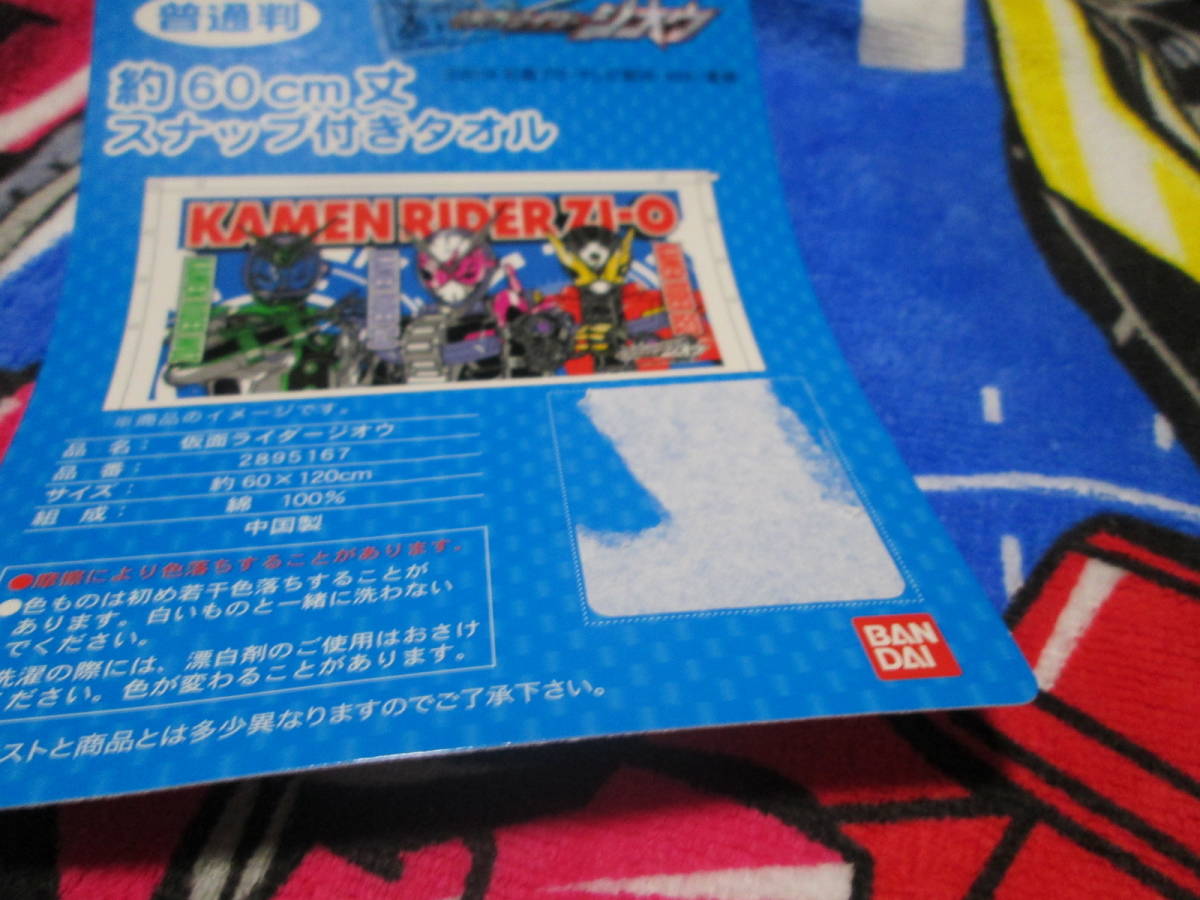 普通判
ジオウ
約60cm丈
スナップ付きタオル
KAMEN RIDER ZI-O
※商品のイメージです。
品 名： 仮面ライダージオウ
品 番： 2895167
サイズ： 約60×120cm
組 成： 綿 100%
中国製
●摩擦により色落ちすることがあります。
●色ものは初め若干色落ちすることが
あります。白いものと一緒に洗わない
でください。
洗濯の際には、漂白剤のご使用はおさけ
ください。色が変わることがあります。
ストと商品とは多少異なりますのでご了承下さい。
BAN
DAI